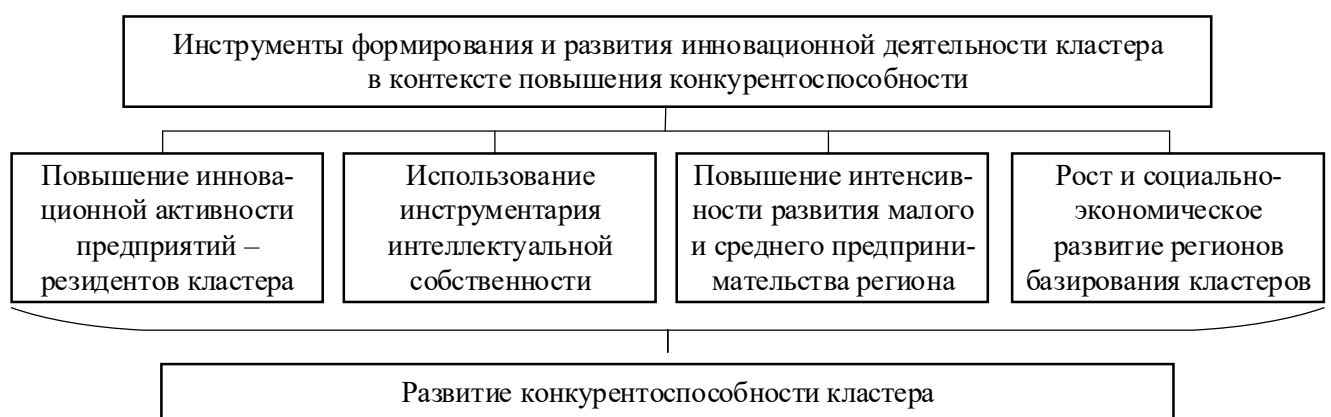 Инструменты формирования и развития инновационной деятельности кластера
в контексте повышения конкурентоспособности
Повышение иннова-
ционной активности
предприятий –
резидентов кластера
Использование
инструментария
интеллектуальной
собственности
Повышение интенсив-
ности развития малого
и среднего предприни-
мательства региона
Рост и социально-
экономическое
развитие регионов
базирования кластеров
Развитие конкурентоспособности кластера